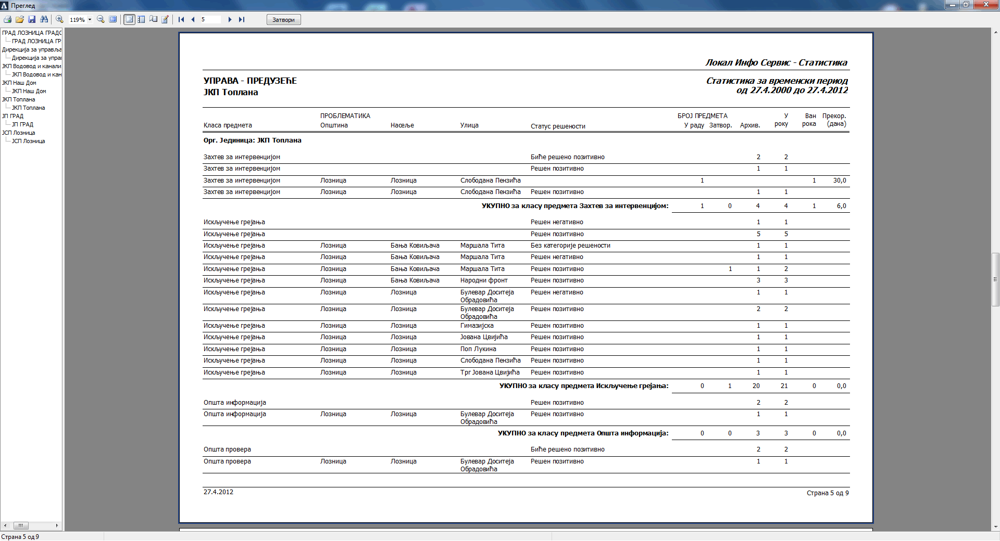 Преглед
119%
5
Затвори
ГРАД ЛОЗНИЦА ГРАДС
ГРАД ЛОЗНИЦА ГР
Дирекција за управља
Дирекција за управ
ЈКП Водовод и канали
ЈКП Водовод и кан
ЈКП Наш Дом
ЈКП Наш Дом
ЈКП Топлана
ЈКП Топлана
ЈП ГРАД
ЈП ГРАД
ЈСП Лозница
ЈСП Лозница
Локал Инфо Сервис - Статистика
УПРАВА - ПРЕДУЗЕЋЕ
ЈКП Топлана
Статистика за временски период
од 27.4.2000 до 27.4.2012
ПРОБЛЕМАТИКА БРОЈ ПРЕДМЕТА У Ван Прекор.
Класа предмета Општина Насеље Улица Статус решености У раду Затвор. Архив. року рока (дана)
Орг. Јединица: ЈКП Топлана
Захтев за интервенцијом Биће решено позитивно 2 2
Захтев за интервенцијом Решен позитивно 1 1
Захтев за интервенцијом Лозница Лозница Слободана Пензића 1 1 30,0
Захтев за интервенцијом Лозница Лозница Слободана Пензића Решен позитивно 1 1
УКУПНО за класу предмета Захтев за интервенцијом: 1 0 4 4 1 6,0
Искључење грејања Решен негативно 1 1
Искључење грејања Решен позитивно 5 5
Искључење грејања Лозница Бања Ковиљача Маршала Тита Без категорије решености 1 1
Искључење грејања Лозница Бања Ковиљача Маршала Тита Решен негативно 1 1
Искључење грејања Лозница Бања Ковиљача Маршала Тита Решен позитивно 1 1 2
Искључење грејања Лозница Бања Ковиљача Народни фронт Решен позитивно 3 3
Искључење грејања Лозница Лозница Булевар Доситеја Решен негативно 1 1
Обрадовића
Искључење грејања Лозница Лозница Булевар Доситеја Решен позитивно 2 2
Обрадовића
Искључење грејања Лозница Лозница Гимазијска Решен позитивно 1 1
Искључење грејања Лозница Лозница Јована Цвијића Решен позитивно 1 1
Искључење грејања Лозница Лозница Поп Лукина Решен позитивно 1 1
Искључење грејања Лозница Лозница Слободана Пензића Решен позитивно 1 1
Искључење грејања Лозница Лозница Трг Јована Цвијића Решен позитивно 1 1
УКУПНО за класу предмета Искључење грејања: 0 1 20 21 0 0,0
Општа информација Решен позитивно 2 2
Општа информација Лозница Лозница Булевар Доситеја Решен позитивно 1 1
Обрадовића
УКУПНО за класу предмета Општа информација: 0 0 3 3 0 0,0
Општа провера Биће решено позитивно 2 2
Општа провера Лозница Лозница Булевар Доситеја Решен позитивно 1 1
Обрадовића
27.4.2012 Страна 5 од 9
Страна 5 од 9